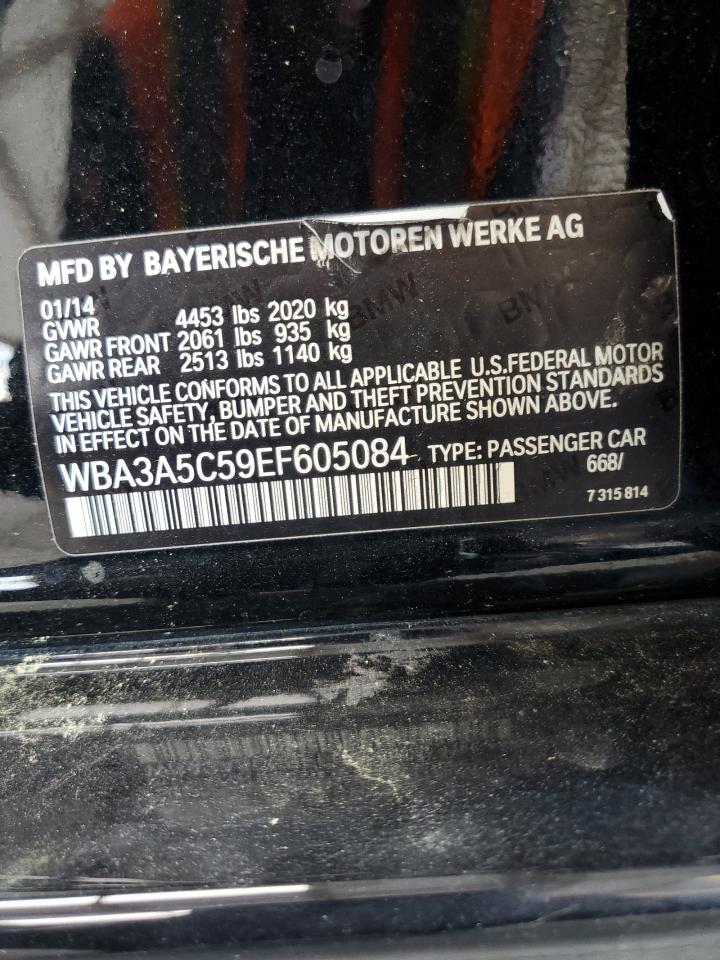 MFD BY BAYERISCHE MOTOREN WERKE AG
01/14
GVWR 4453 lbs 2020 kg
GAWR FRONT 2061 lbs 935 kg
GAWR REAR 2513 lbs 1140 kg
THIS VEHICLE CONFORMS TO ALL APPLICABLE U.S.FEDERAL MOTOR
VEHICLE SAFETY, BUMPER AND THEFT PREVENTION STANDARDS
IN EFFECT ON THE DATE OF MANUFACTURE SHOWN ABOVE.
WBA3A5C59EF605084 TYPE: PASSENGER CAR
668/
7 315 814
BMW
BMW